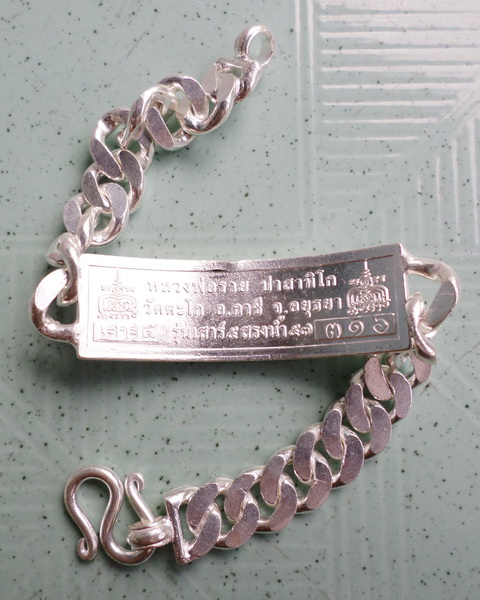 หลวงพ่อรวย ปาสาทิโก
วัดตะโก อ.ภาชี จ.อยุธยา
เสาร์๕ รุ่นเสาร์๕สรงน้ำ๕๓ ๓๑๖